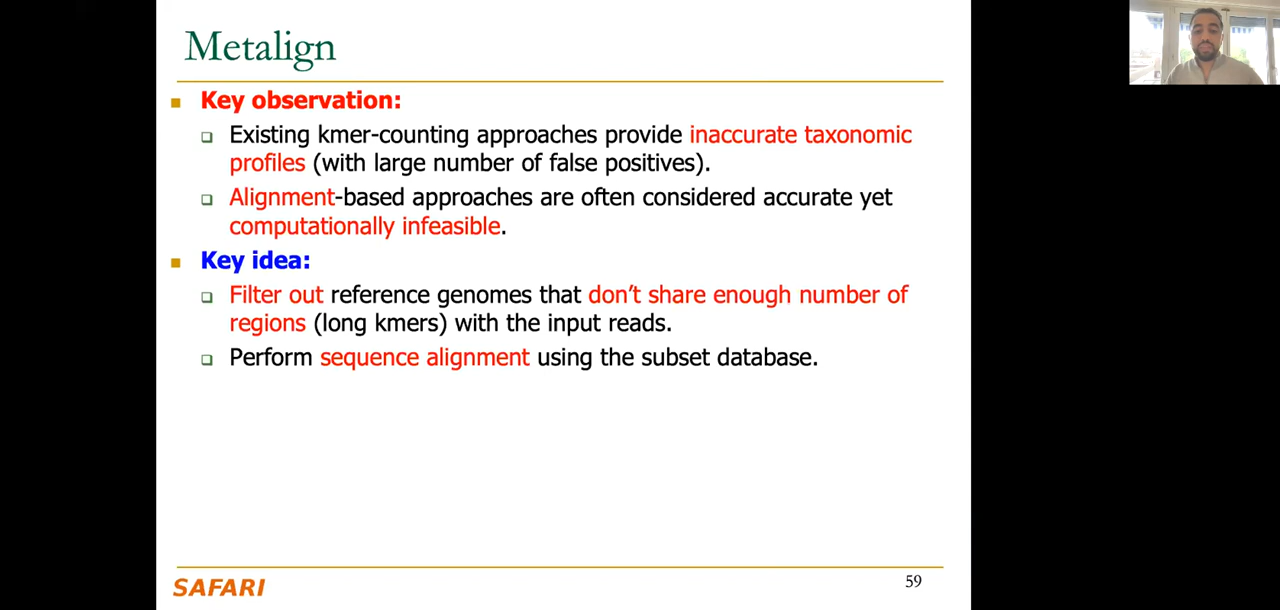 Metalign
Key observation:
Existing kmer-counting approaches provide inaccurate taxonomic
profiles (with large number of false positives).
Alignment-based approaches are often considered accurate yet
computationally infeasible.
Key idea:
Filter out reference genomes that don’t share enough number of
regions (long kmers) with the input reads.
Perform sequence alignment using the subset database.
SAFARI
59